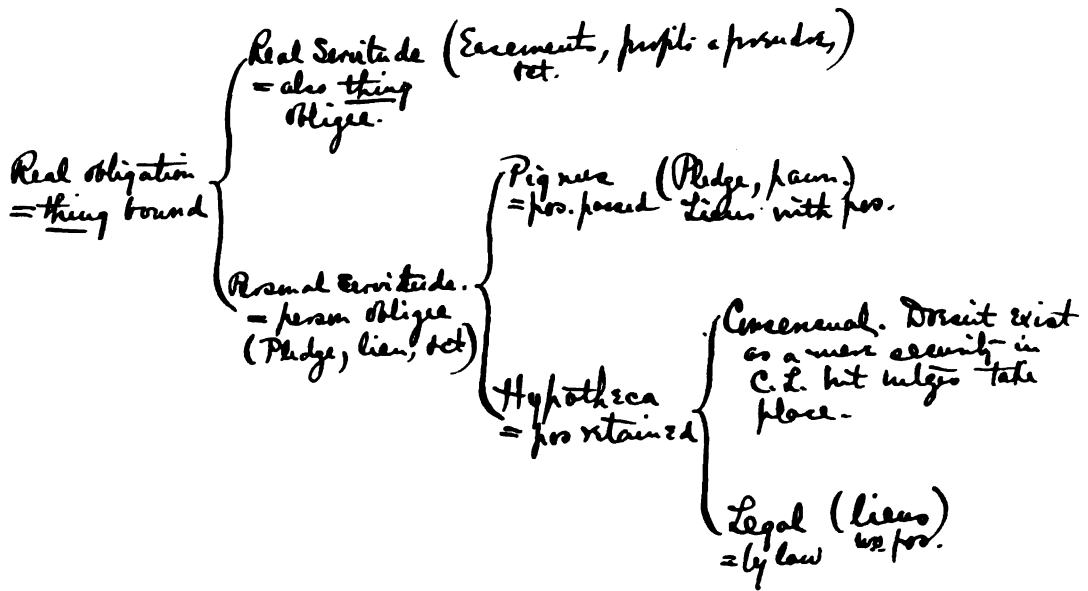 Real Servitude (Easements, profits a prendre,)
etc.
= also thing
obligee.
Real obligation
= thing bound
Pignus (Pledge, pawn.)
= pos. passed Liens with pos.
Personal servitude.
= person obligee
(Pledge, lien, etc)
Consensual. Doesn't exist
as a mere security in
C.L. but mtges take
place.
Hypotheca
= pos retained
Legal (liens)
= by law pos.